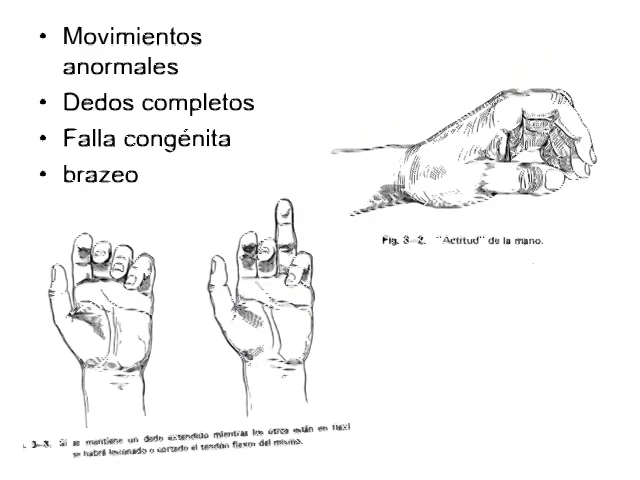 • Movimientos
anormales
• Dedos completos
• Falla congénita
• brazeo
Fig. 3-2. "Actitud" de la mano.
. 3-3. Si se mantiene un dedo extendido mientras los otros están en flexi
se habrá lesionado o cortado el tendón flexor del mismo.